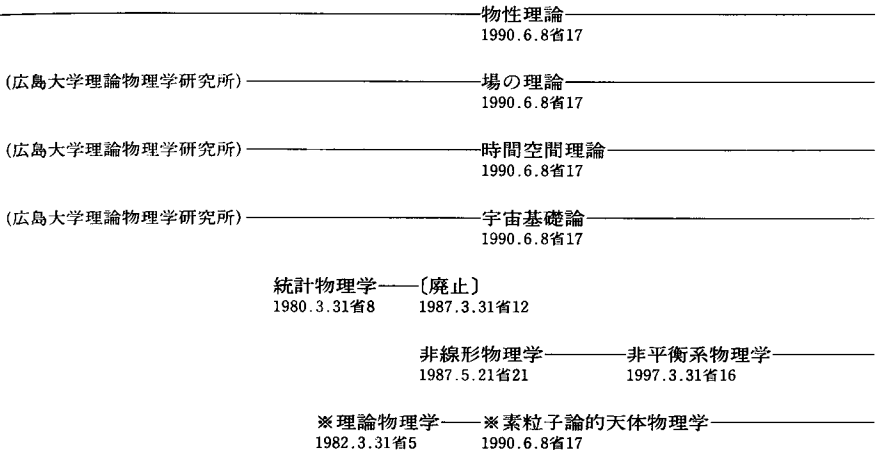 物性理論
1990.6.8省17
(広島大学理論物理学研究所) 場の理論
1990.6.8省17
(広島大学理論物理学研究所) 時間空間理論
1990.6.8省17
(広島大学理論物理学研究所) 宇宙基礎論
1990.6.8省17
統計物理学 〔廃止〕
1980.3.31省8 1987.3.31省12
非線形物理学 非平衡系物理学
1987.5.21省21 1997.3.31省16
※理論物理学 ※素粒子論的天体物理学
1982.3.31省5 1990.6.8省17